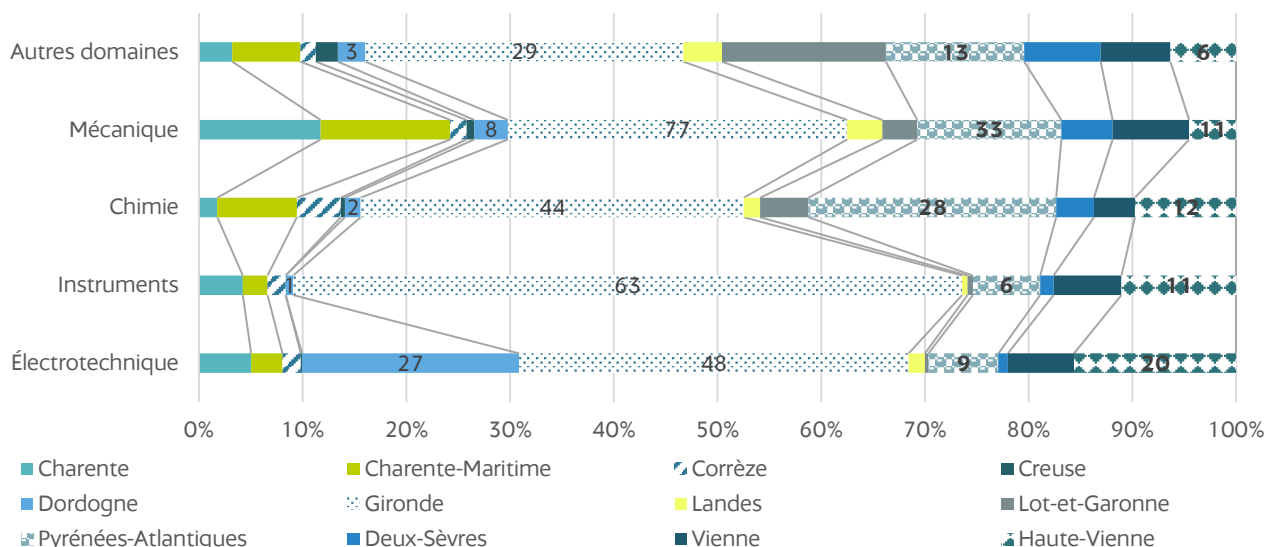 Autres domaines 3 29 13 6
Mécanique 8 77 33 11
Chimie 2 44 28 12
Instruments 1 63 6 11
Électrotechnique 27 48 9 20
0% 10% 20% 30% 40% 50% 60% 70% 80% 90% 100%
Charente Charente-Maritime Corrèze Creuse
Dordogne Gironde Landes Lot-et-Garonne
Pyrénées-Atlantiques Deux-Sèvres Vienne Haute-Vienne